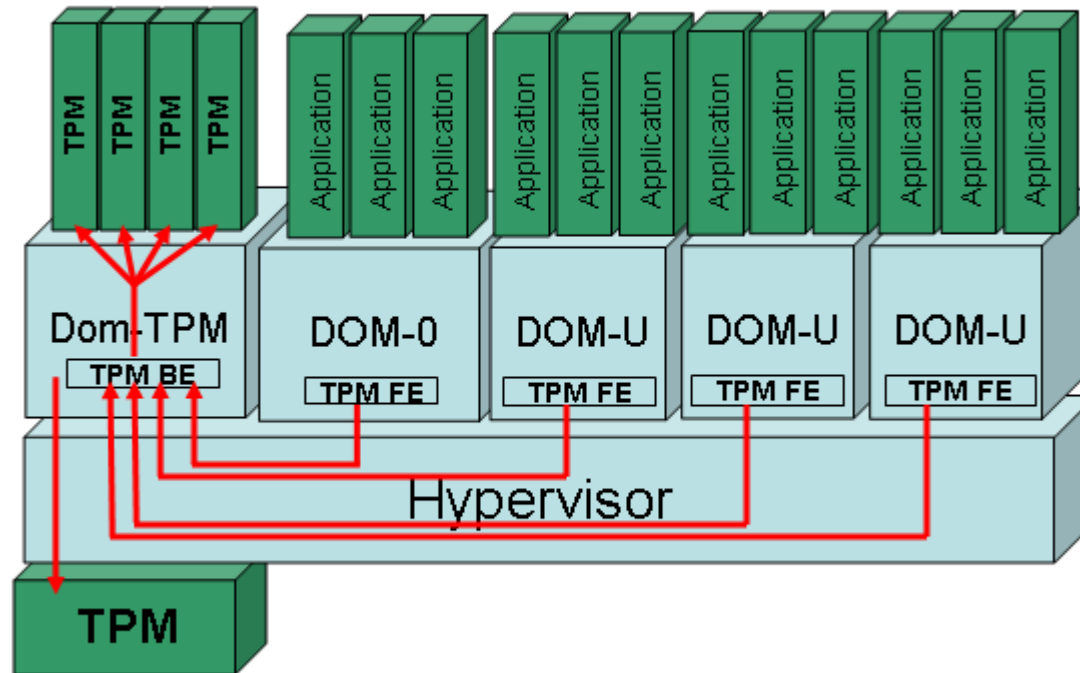 TPM
TPM
TPM
TPM
Application
Application
Application
Application
Application
Application
Application
Application
Application
Application
Application
Application
Dom-TPM
DOM-0
DOM-U
DOM-U
DOM-U
TPM BE
TPM FE
TPM FE
TPM FE
TPM FE
Hypervisor
TPM